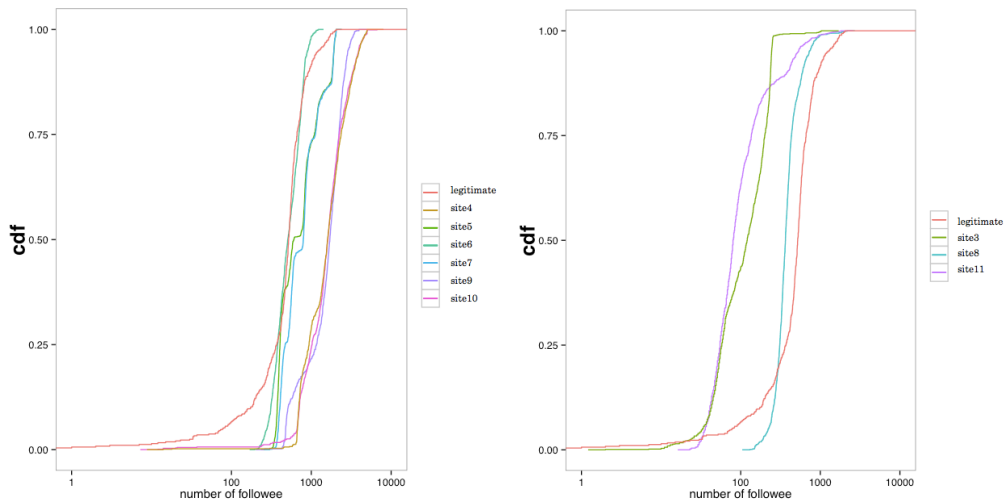 1.00
0.75
0.50
0.25
0.00
cdf
1
100
1000
10000
number of followee
legitimate
site4
site5
site6
site7
site9
site10
1.00
0.75
0.50
0.25
0.00
cdf
1
100
1000
10000
number of followee
legitimate
site3
site8
site11